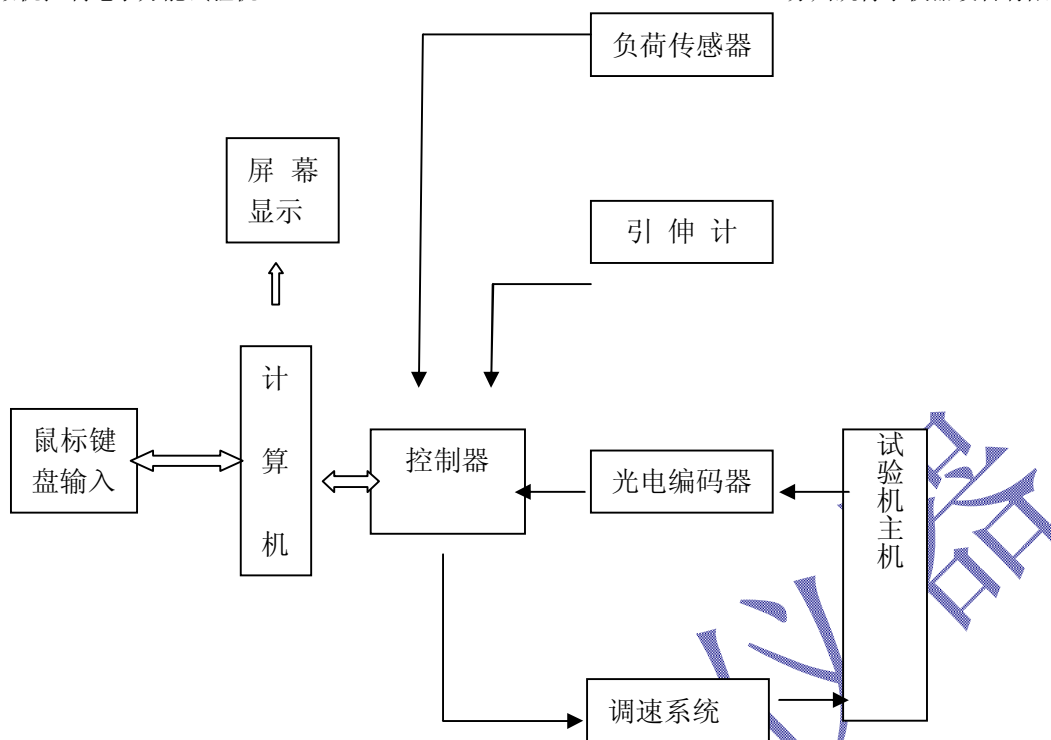 负荷传感器
屏 幕
显示
引 伸 计
计
算
机
鼠标键
盘输入
控制器
光电编码器
试验机主机
调速系统